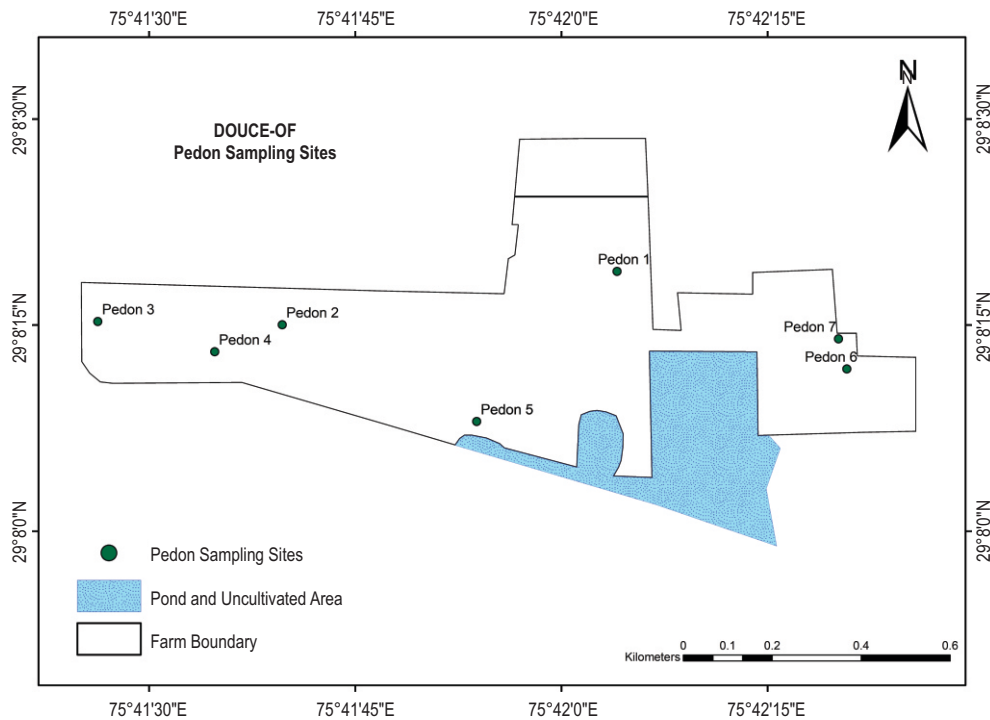 75°41'30"E 75°41'45"E 75°42'0"E 75°42'15"E
29°8'30"N 29°8'30"N
N
N
DOUCE-OF
Pedon Sampling Sites
Pedon 1
Pedon 3
Pedon 2
Pedon 4
Pedon 7
Pedon 6
29°8'15"N 29°8'15"N
Pedon 5
29°8'0"N 29°8'0"N
Pedon Sampling Sites
Pond and Uncultivated Area
Farm Boundary
0 0.1 0.2 0.4 0.6
Kilometers
75°41'30"E 75°41'45"E 75°42'0"E 75°42'15"E